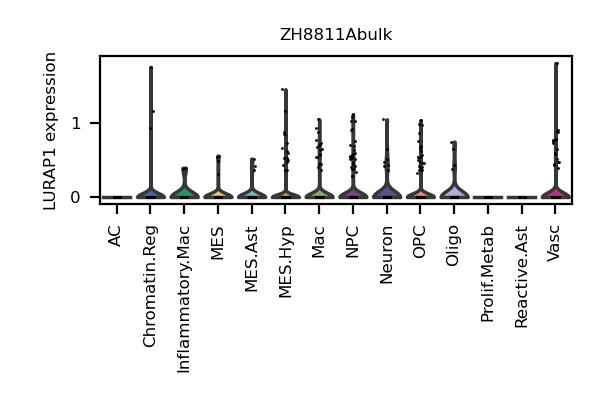 ZH8811Abulk
LURAP1 expression
1
0
AC
Chromatin.Reg
Inflammatory.Mac
MES
MES.Ast
MES.Hyp
Mac
NPC
Neuron
OPC
Oligo
Prolif.Metab
Reactive.Ast
Vasc